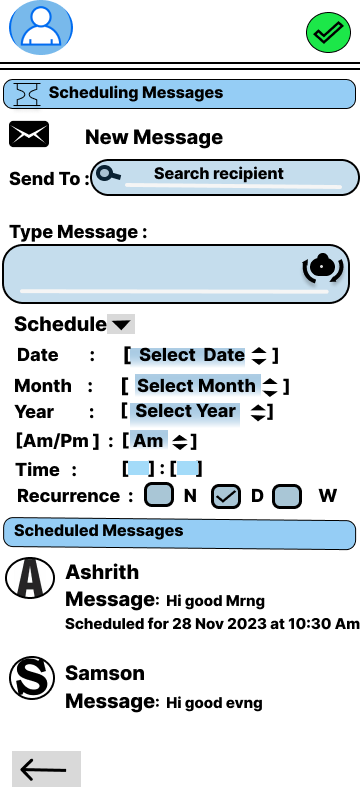 Scheduling Messages
New Message
Send To : Search recipient
Type Message :
Schedule
Date : [ Select Date ]
Month : [ Select Month ]
Year : [ Select Year ]
[Am/Pm ] : [ Am ]
Time : [ ] : [ ]
Recurrence : N D W
Scheduled Messages
A Ashrith
Message: Hi good Mrng
Scheduled for 28 Nov 2023 at 10:30 Am
S Samson
Message: Hi good evng